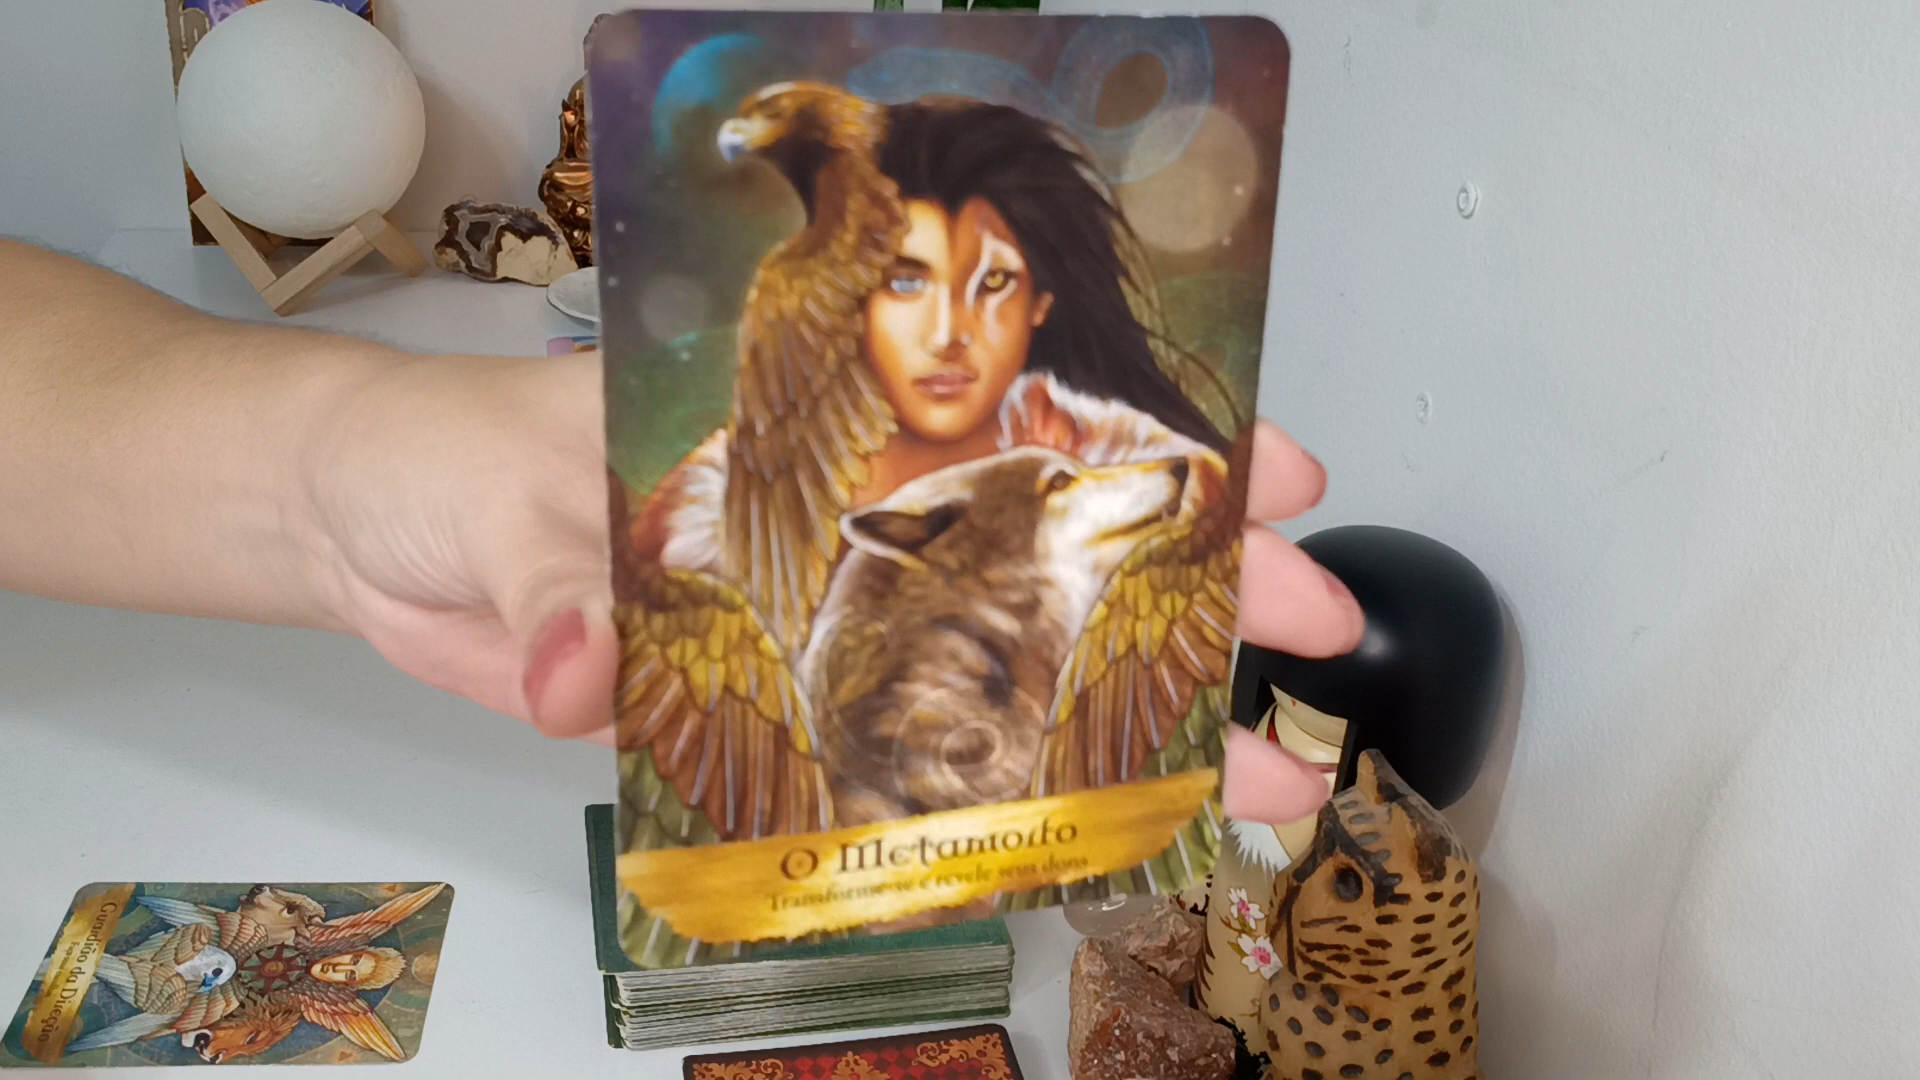 O Metamorfo
Transforme-se e revele seus dons
Guardião da Direção